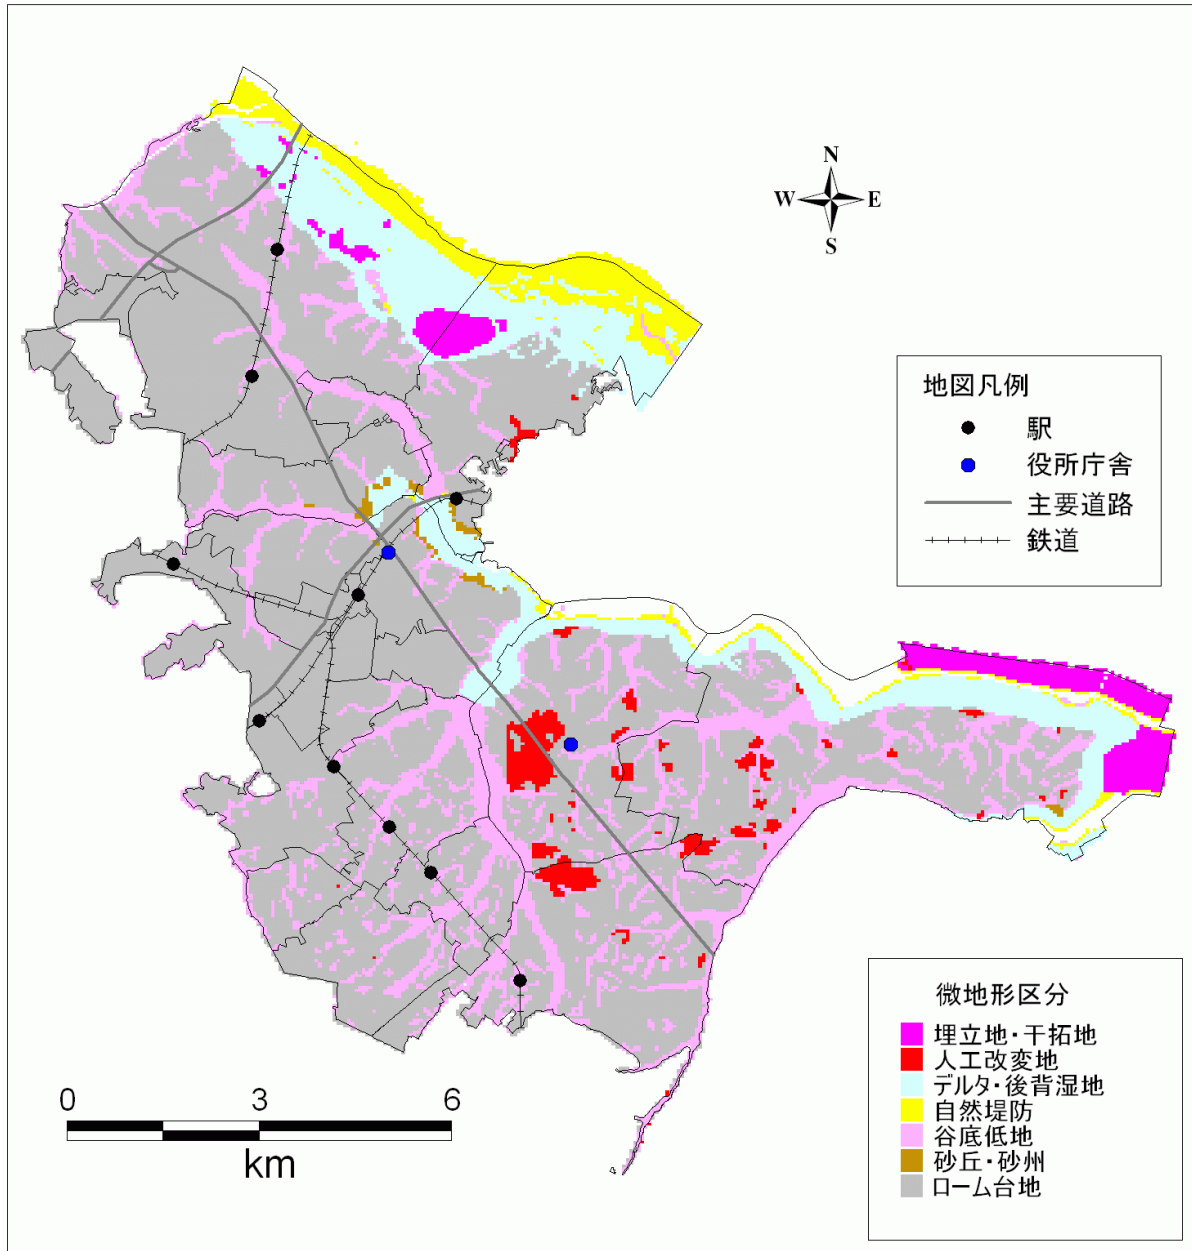 N
W E
S
地図凡例
駅
役所庁舎
主要道路
鉄道
微地形区分
埋立地・干拓地
人工改変地
デルタ・後背湿地
自然堤防
谷底低地
砂丘・砂州
ローム台地
0 3 6
km